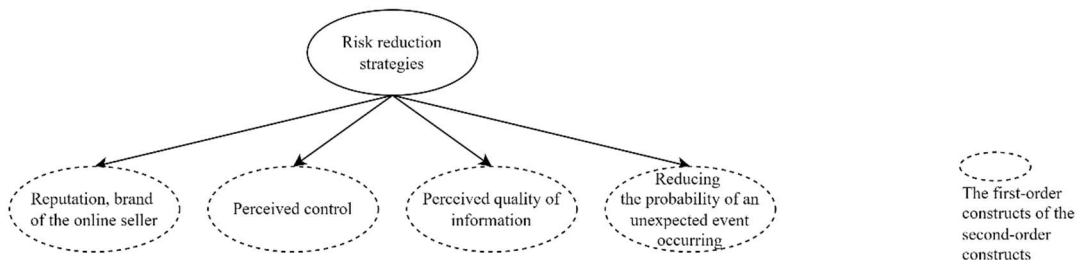 Risk reduction
strategies
Reputation, brand
of the online seller
Perceived control
Perceived quality of
information
Reducing
the probability of an
unexpected event
occurring
The first-order
constructs of the
second-order
constructs